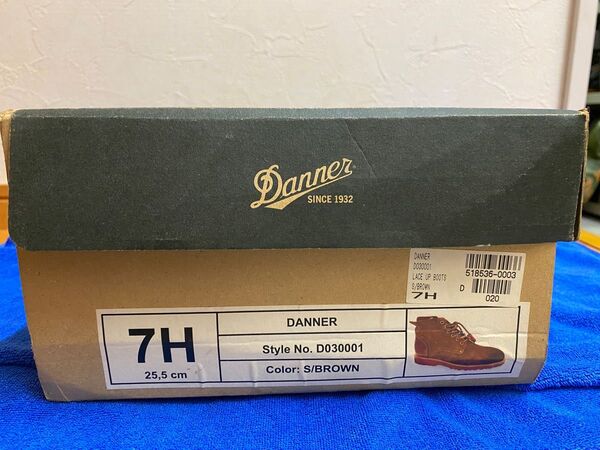 Danner
SINCE 1932
DANNER
D030001
LACE UP BOOTS
S/BROWN
7H
518536-0003
D
020
7H
25,5 cm
DANNER
Style No. D030001
Color: S/BROWN